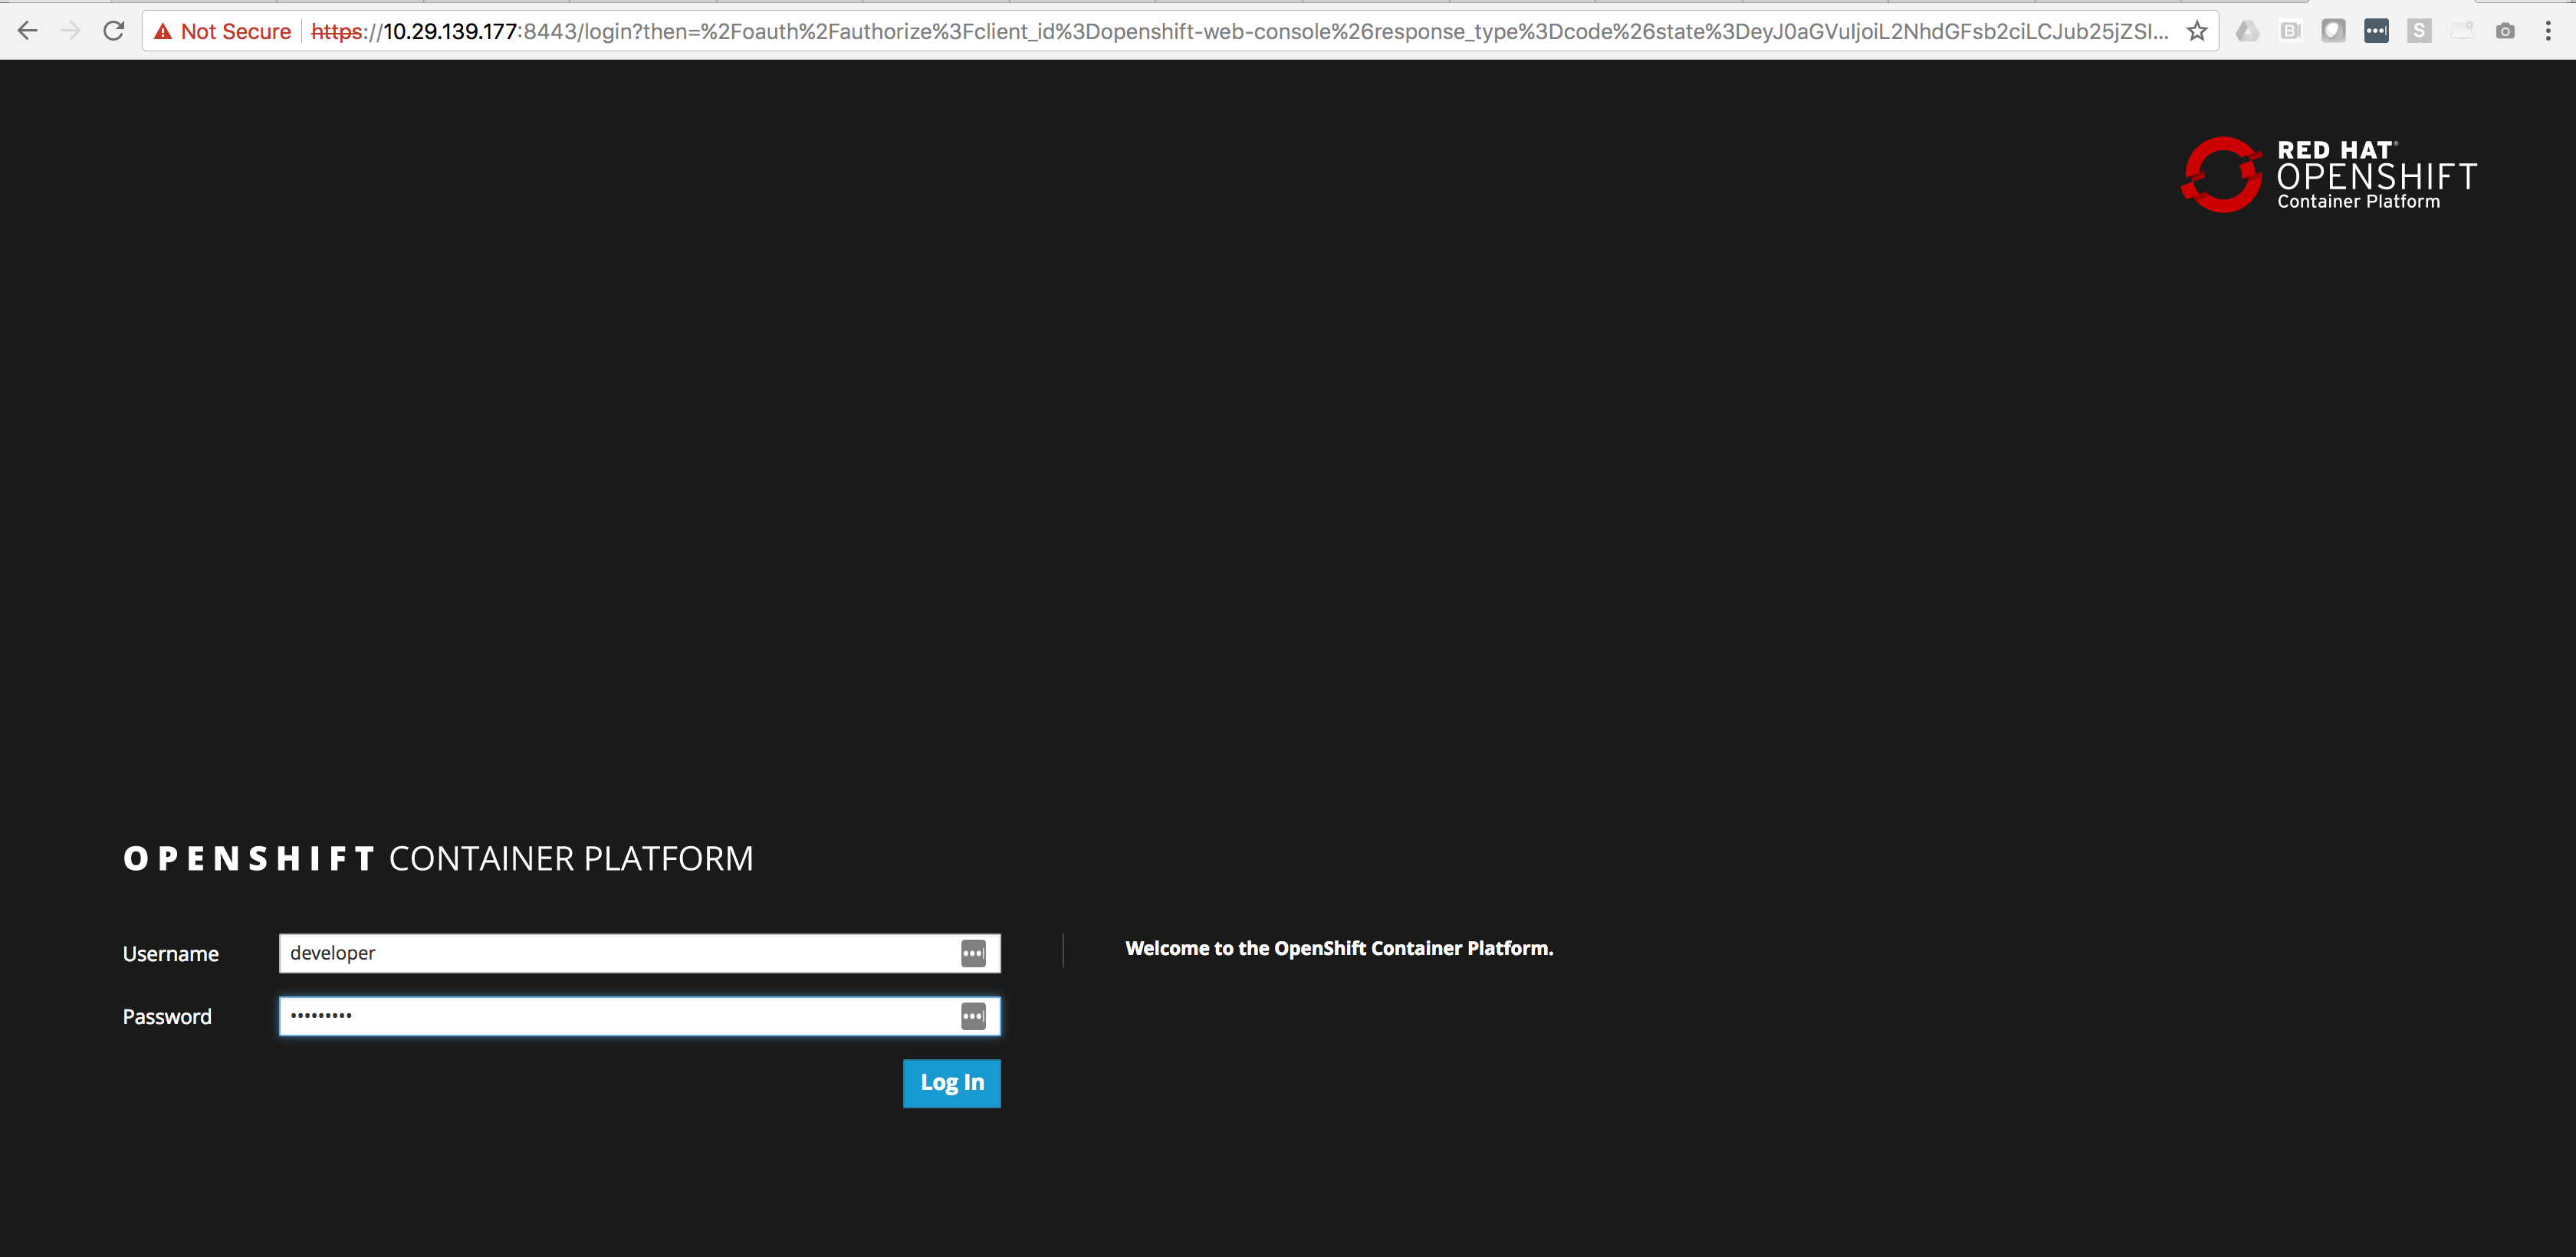 Not Secure https://10.29.139.177:8443/login?then=%2Foauth%2Fauthorize%3Fclient_id%3Dopenshift-web-console%26response_type%3Dcode%26state%3DeyJ0aGVuIjoiL2NhdGFsb2ciLCJub25jZSI...
RED HAT®
OPENSHIFT
Container Platform
OPENSHIFT CONTAINER PLATFORM
Username developer
Welcome to the OpenShift Container Platform.
Password •••••••••
Log In